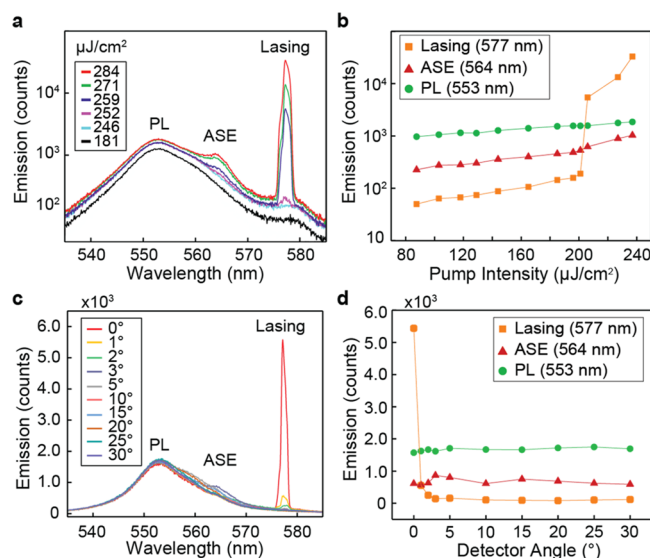 a
μJ/cm²
284
271
259
252
246
181
PL
ASE
Lasing
10⁴
10³
10²
Emission (counts)
540 550 560 570 580
Wavelength (nm)
b
Lasing (577 nm)
ASE (564 nm)
PL (553 nm)
10⁴
10³
10²
10
Emission (counts)
80 120 160 200 240
Pump Intensity (μJ/cm²)
c
x10³
0°
1°
2°
3°
5°
10°
15°
20°
25°
30°
PL
ASE
Lasing
6.0
5.0
4.0
3.0
2.0
1.0
0
Emission (counts)
540 550 560 570 580
Wavelength (nm)
d
x10³
Lasing (577 nm)
ASE (564 nm)
PL (553 nm)
6.0
5.0
4.0
3.0
2.0
1.0
0
Emission (counts)
0 5 10 15 20 25 30
Detector Angle (°)